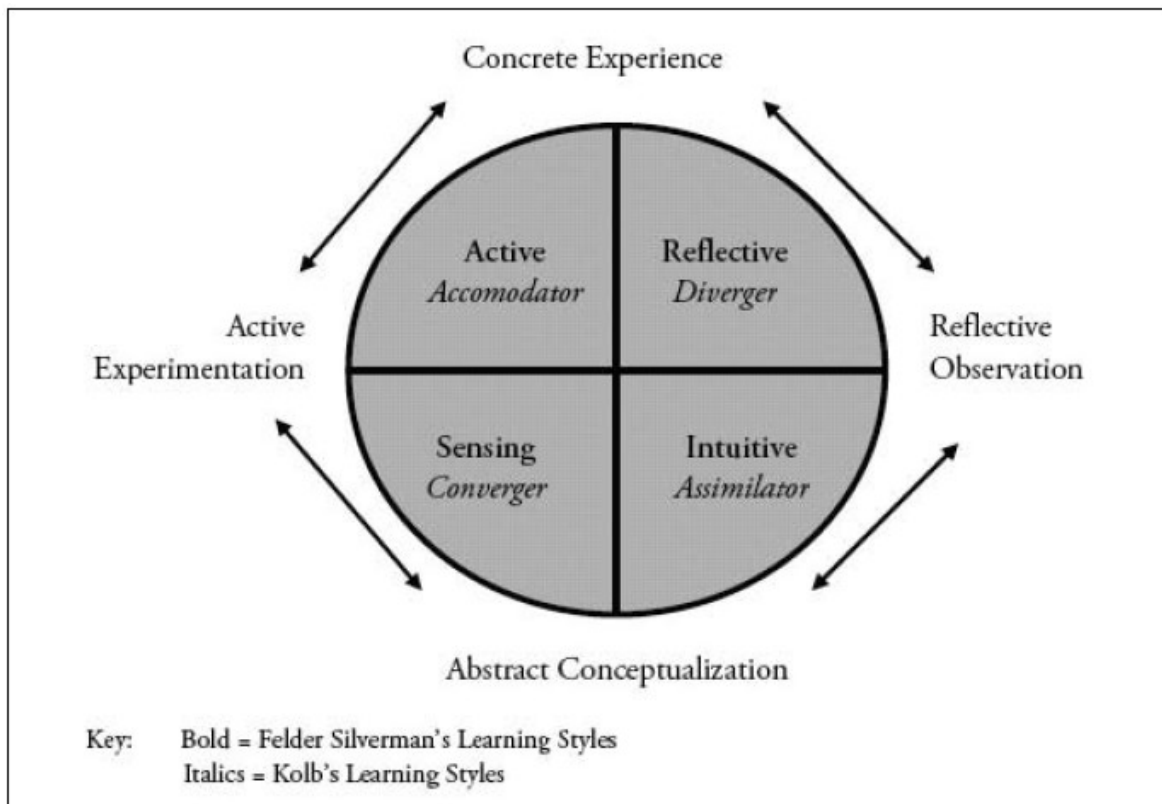 Concrete Experience
Active
Accomodator
Reflective
Diverger
Active
Experimentation
Reflective
Observation
Sensing
Converger
Intuitive
Assimilator
Abstract Conceptualization
Key: Bold = Felder Silverman's Learning Styles
Italics = Kolb's Learning Styles